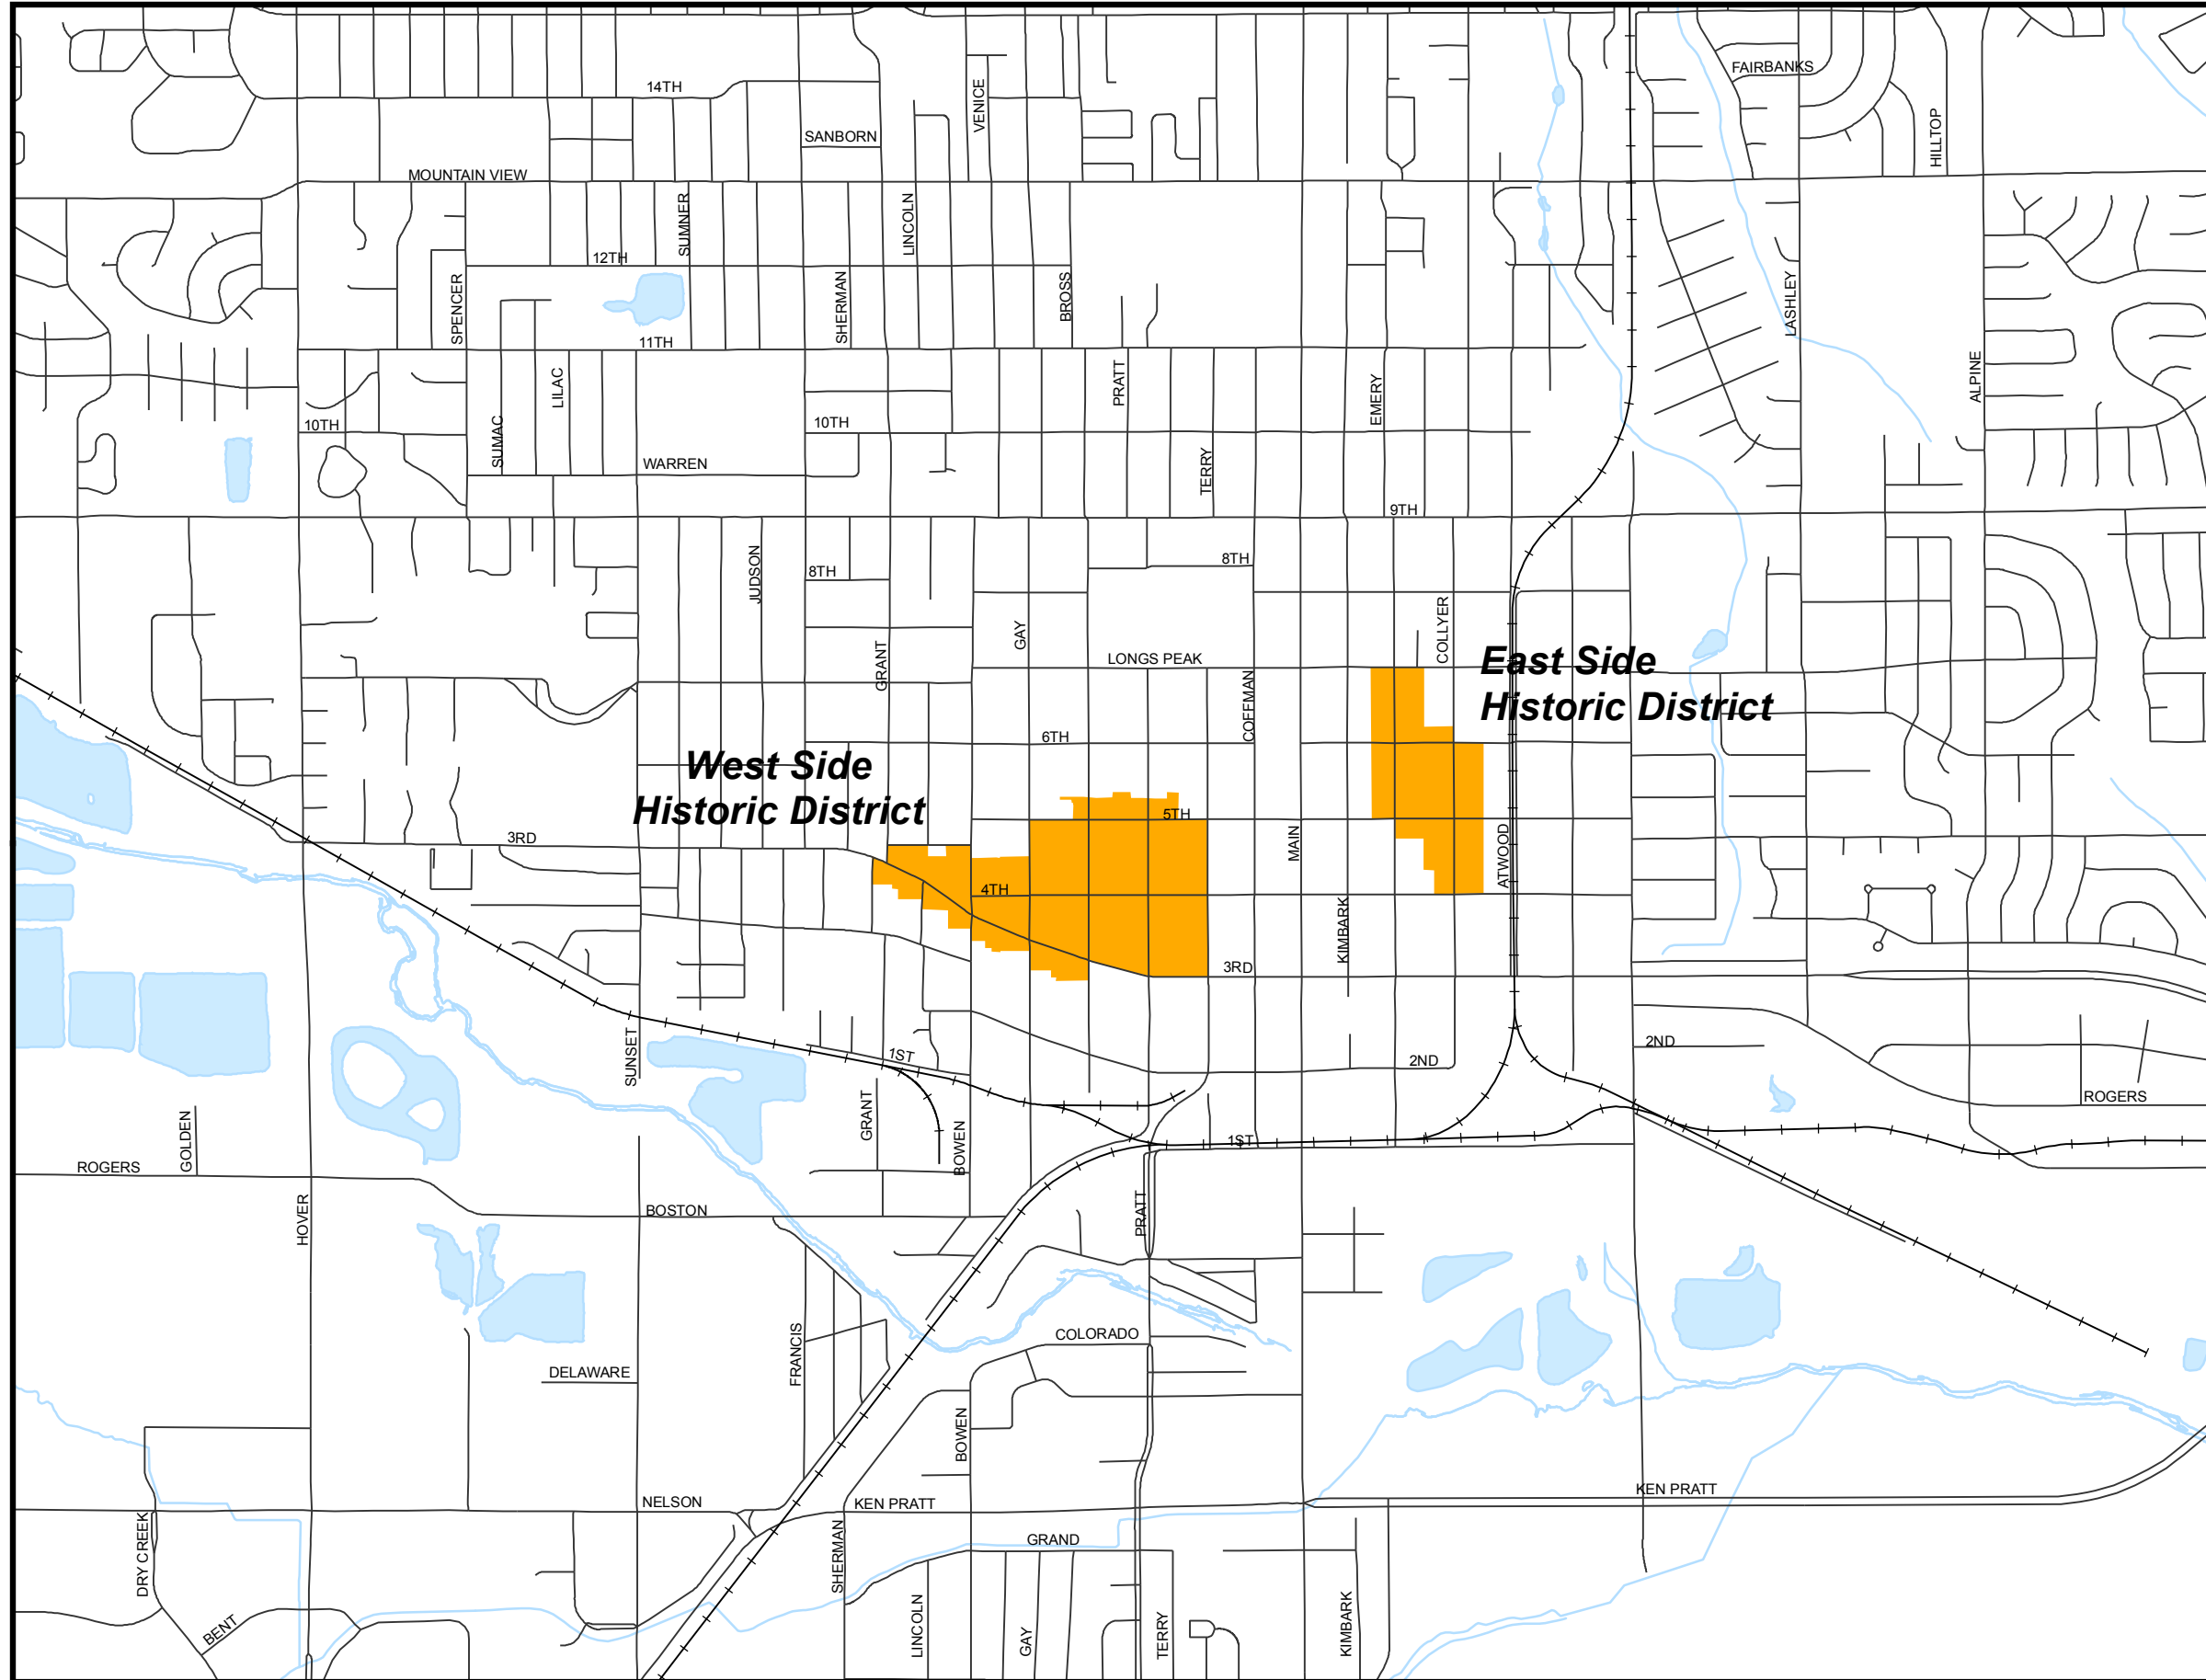 FAIRBANKS
14TH
VENICE
SANBORN
HILLTOP
MOUNTAIN VIEW
SUMNER
LINCOLN
12TH
SPENCER
SHERMAN
BROSS
LASHLEY
11TH
LILAC
PRATT
EMERY
ALPINE
SUMAC
10TH
10TH
WARREN
TERRY
9TH
JUDSON
8TH
8TH
GAY
COLLYER
GRANT
LONGS PEAK
COFFMAN
East Side
Historic District
6TH
West Side
Historic District
5TH
3RD
MAIN
ATWOOD
4TH
KIMBARK
3RD
SUNSET
1ST
2ND
2ND
ROGERS
GOLDEN
GRANT
BOWEN
1ST
ROGERS
HOVER
BOSTON
PRATT
FRANCIS
COLORADO
DELAWARE
BOWEN
NELSON
KEN PRATT
KEN PRATT
DRY CREEK
SHERMAN
GRAND
BENT
LINCOLN
GAY
TERRY
KIMBARK